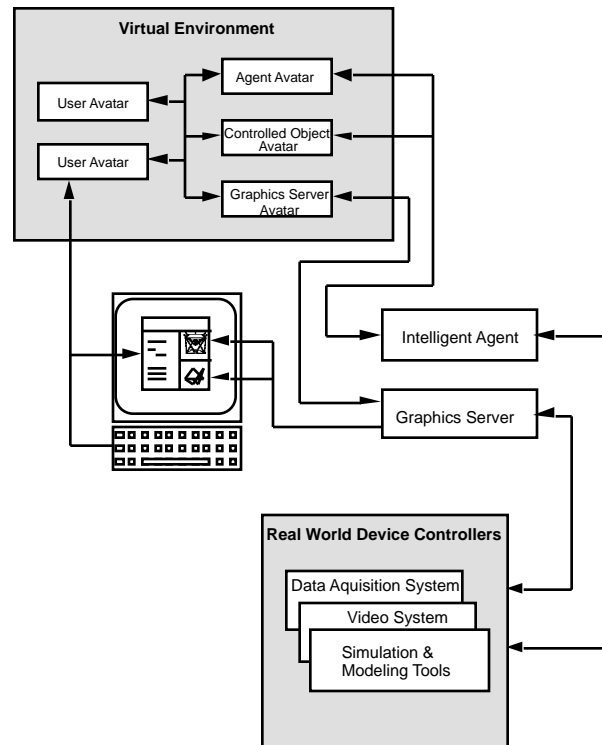 Virtual Environment
Agent Avatar
User Avatar
Controlled Object
Avatar
User Avatar
Graphics Server
Avatar
Intelligent Agent
Graphics Server
Real World Device Controllers
Data Aquisition System
Video System
Simulation &
Modeling Tools